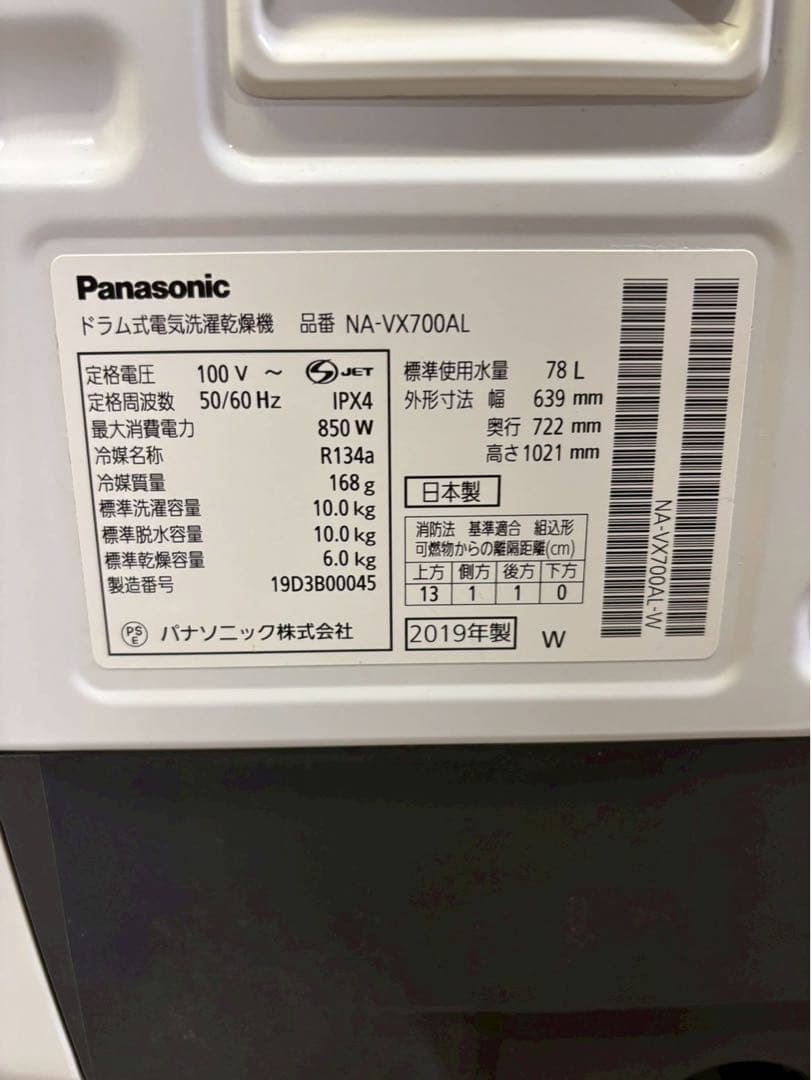 Panasonic
ドラム式電気洗濯乾燥機 品番 NA-VX700AL
定格電圧 100 V ～ S JET
定格周波数 50/60 Hz IPX4
最大消費電力 850 W
冷媒名称 R134a
冷媒質量 168 g
標準洗濯容量 10.0 kg
標準脱水容量 10.0 kg
標準乾燥容量 6.0 kg
製造番号 19D3B00045
PSE パナソニック株式会社
標準使用水量 78 L
外形寸法 幅 639 mm
奥行 722 mm
高さ 1021 mm
日本製
消防法 基準適合 組込形
可燃物からの離隔距離(cm)
上方 側方 後方 下方
13 1 1 0
2019年製 W
NA-VX700AL-W